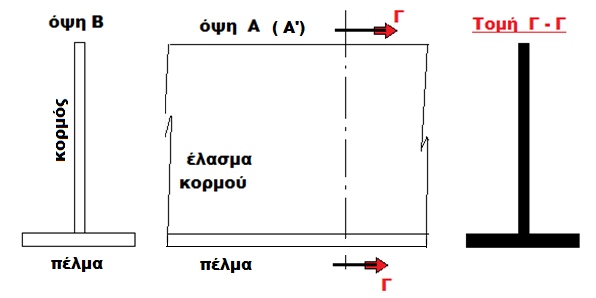 όψη Β
όψη Α ( Α')
Γ
Τομή Γ - Γ
κορμός
έλασμα
κορμού
πέλμα
πέλμα
Γ